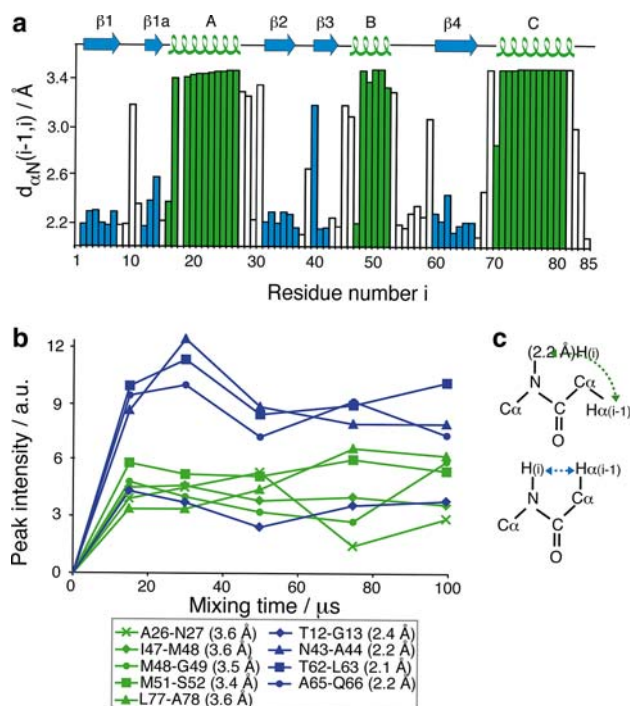 a
β1 β1a A β2 β3 B β4 C
dαN(i-1,i) / Å
3.4
3.0
2.6
2.2
1 10 20 30 40 50 60 70 80 85
Residue number i
b
Peak intensity / a.u.
12
9
6
3
0
0 20 40 60 80 100
Mixing time / μs
A26-N27 (3.6 Å)
I47-M48 (3.6 Å)
M48-G49 (3.5 Å)
M51-S52 (3.4 Å)
L77-A78 (3.6 Å)
T12-G13 (2.4 Å)
N43-A44 (2.2 Å)
T62-L63 (2.1 Å)
A65-Q66 (2.2 Å)
c
(2.2 Å)H(i)
N Cα
Cα C Hα(i-1)
O
H(i) Hα(i-1)
N Cα
Cα C
O